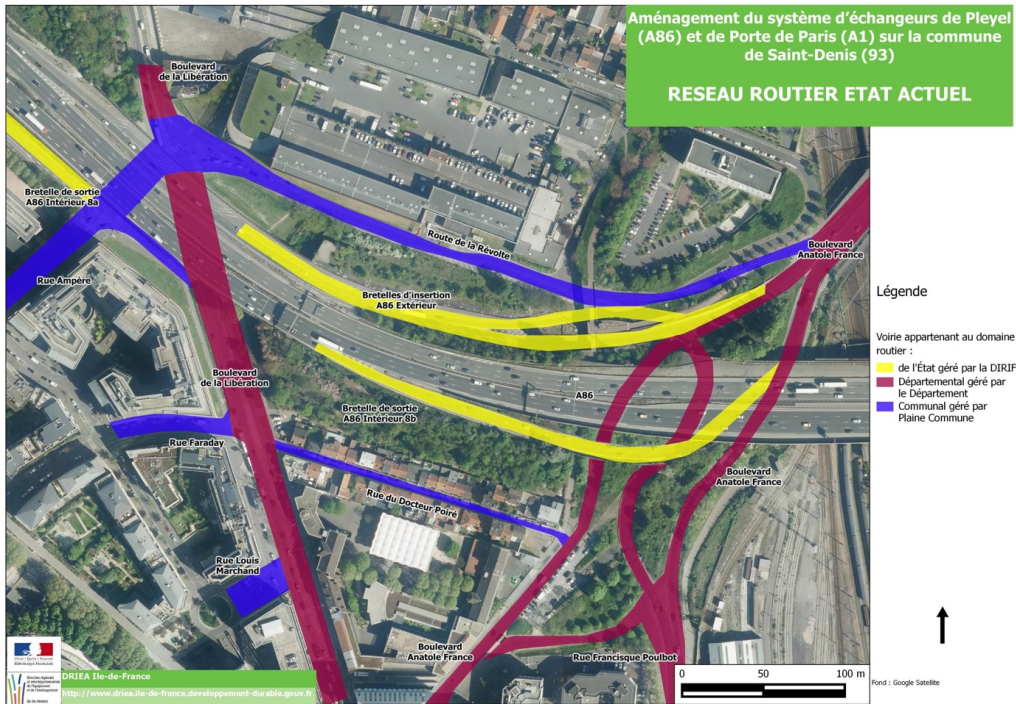 Aménagement du système d'échangeurs de Pleyel
(A86) et de Porte de Paris (A1) sur la commune
de Saint-Denis (93)
RESEAU ROUTIER ETAT ACTUEL
Boulevard
de la Libération
Bretelle de sortie
A86 Intérieur 8a
Route de la Révolte
Boulevard
Anatole France
Rue Ampère
Bretelles d'insertion
A86 Extérieur
Boulevard
de la Libération
A86
Bretelle de sortie
A86 Intérieur 8b
Rue Faraday
Boulevard
Anatole France
Rue du Docteur Poiré
Rue Louis
Marchand
Boulevard
Anatole France
Rue Francisque Poulbot
Légende
Voirie appartenant au domaine
routier :
de l'État géré par la DIRIF
Départemental géré par
le Département
Communal géré par
Plaine Commune
0 50 100 m
Fond : Google Satellite
RÉPUBLIQUE FRANÇAISE
DRIEA Ile-de-France
http://www.driea.ile-de-france.developpement-durable.gouv.fr